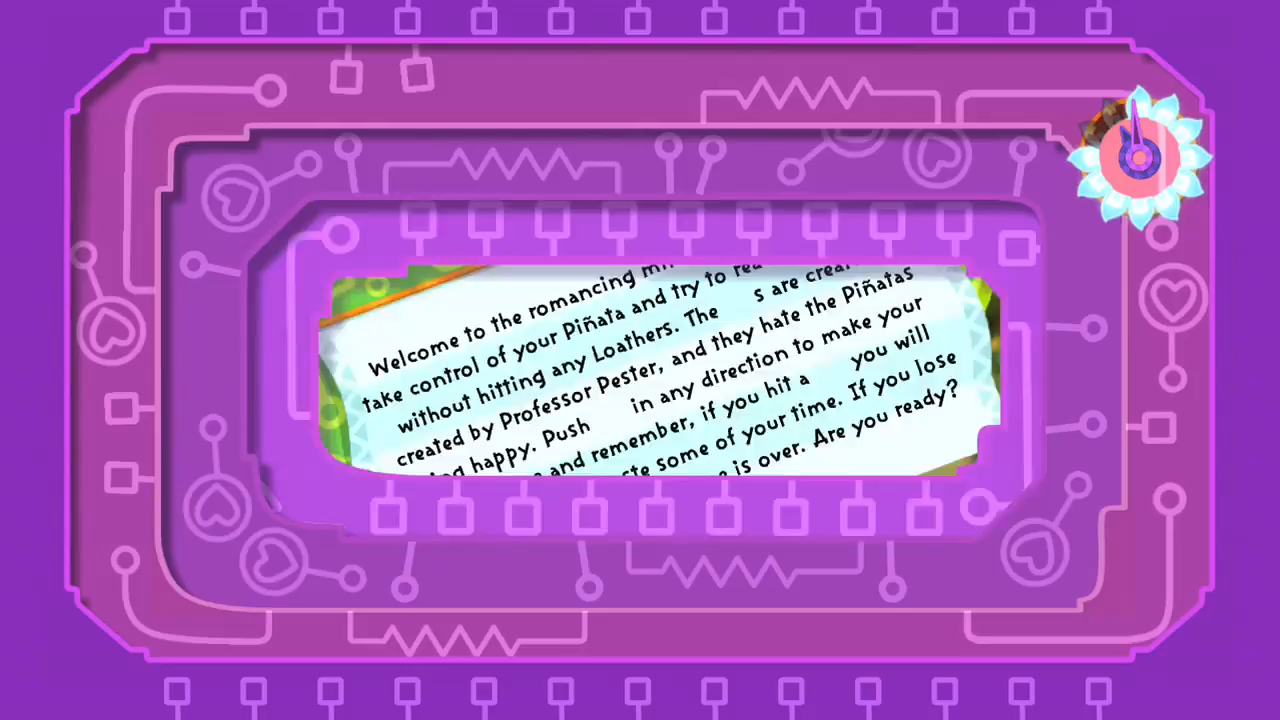 Welcome to the romancing
take control of your Piñata and try to
without hitting any Loathers. The s are
created by Professor Pester, and they hate the Piñatas
happy. Push in any direction to make your
and remember, if you hit a you will
some of your time. If you lose
is over. Are you ready?